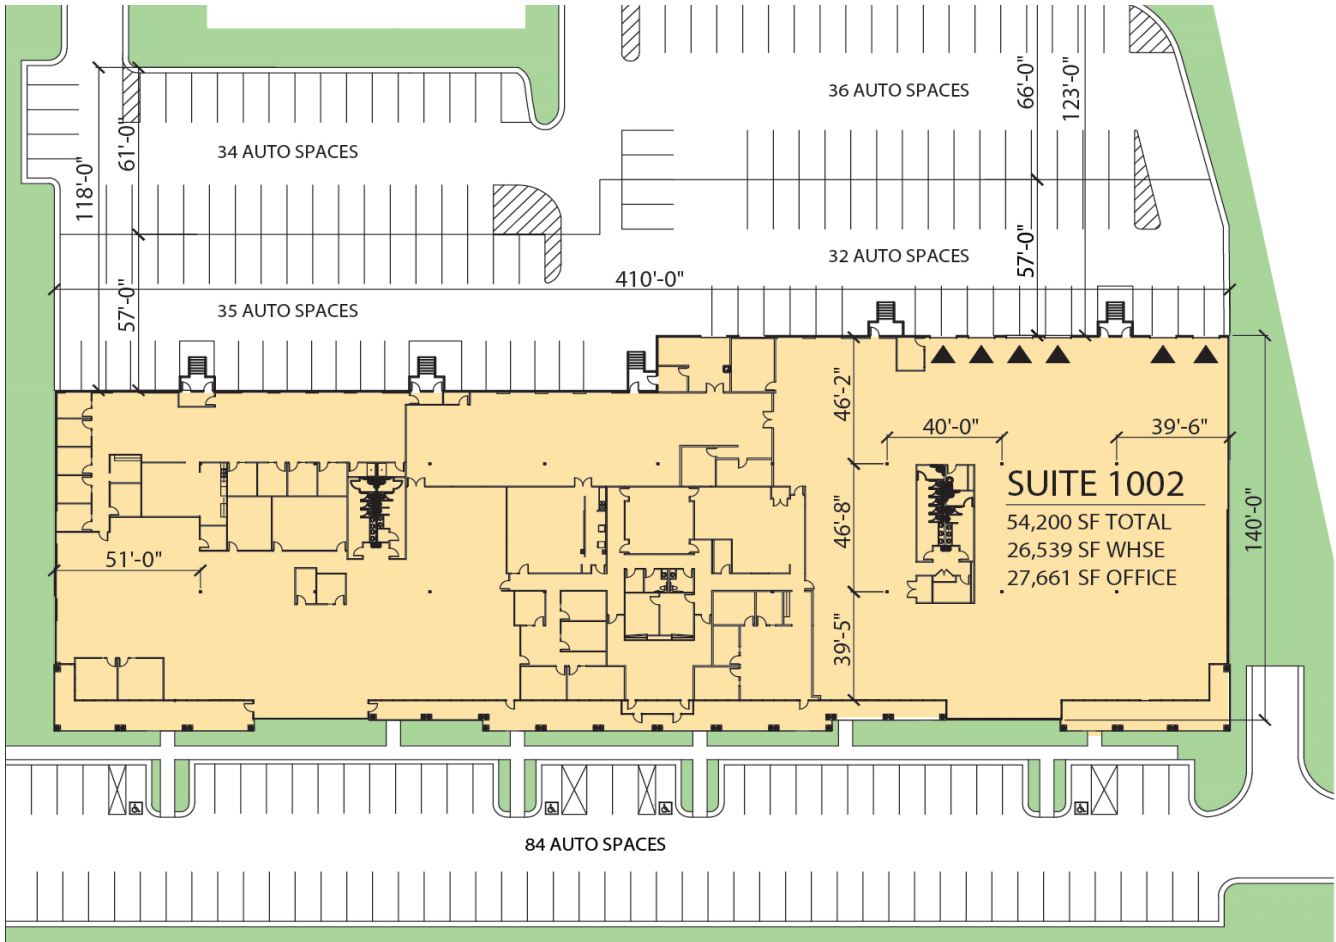 36 AUTO SPACES
66'-0"
123'-0"
34 AUTO SPACES
61'-0"
118'-0"
32 AUTO SPACES
57'-0"
410'-0"
35 AUTO SPACES
57'-0"
46'-2"
40'-0"
39'-6"
SUITE 1002
54,200 SF TOTAL
26,539 SF WHSE
27,661 SF OFFICE
46'-8"
140'-0"
51'-0"
39'-5"
84 AUTO SPACES